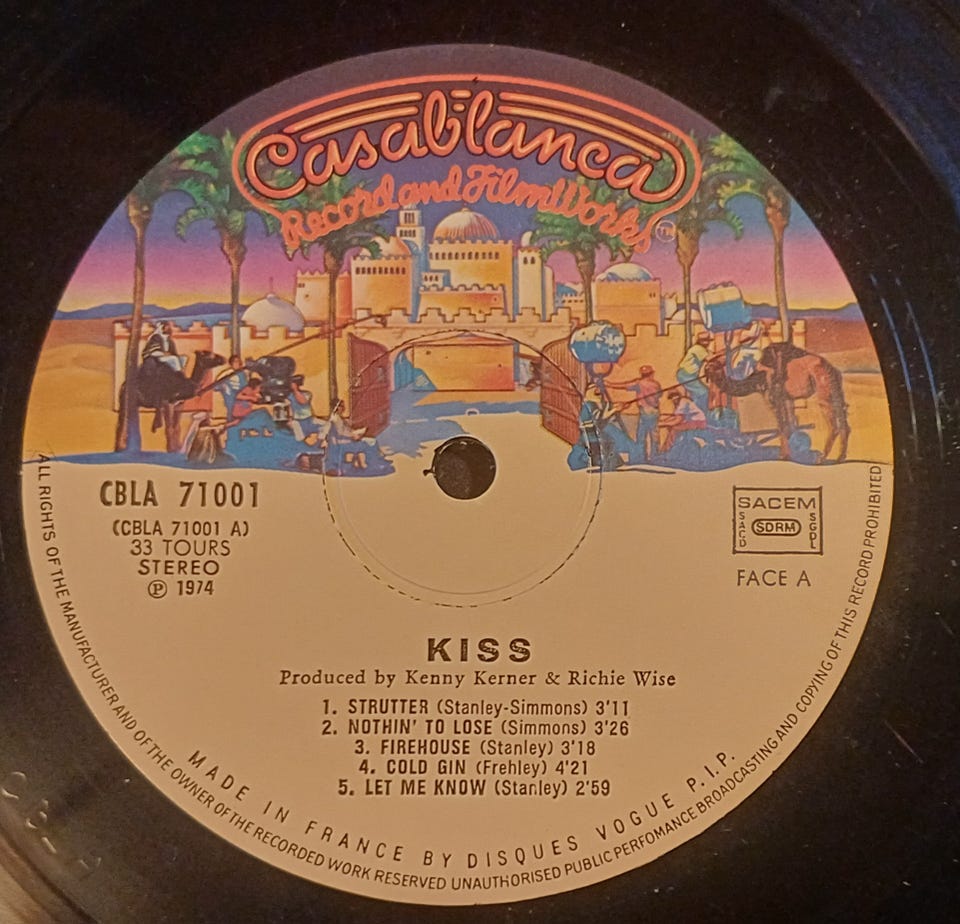 Casablanca
Record and FilmWorks
TM
CBLA 71001
(CBLA 71001 A)
33 TOURS
STEREO
℗ 1974
SACEM
SACD
SDRM
SGDL
FACE A
KISS
Produced by Kenny Kerner & Richie Wise
1. STRUTTER (Stanley-Simmons) 3'11
2. NOTHIN' TO LOSE (Simmons) 3'26
3. FIREHOUSE (Stanley) 3'18
4. COLD GIN (Frehley) 4'21
5. LET ME KNOW (Stanley) 2'59
MADE IN FRANCE BY DISQUES VOGUE P.I.P.
ALL RIGHTS OF THE MANUFACTURER AND OF THE OWNER OF THE RECORDED WORK RESERVED UNAUTHORISED PUBLIC PERFOMANCE BROADCASTING AND COPYING OF THIS RECORD PROHIBITED